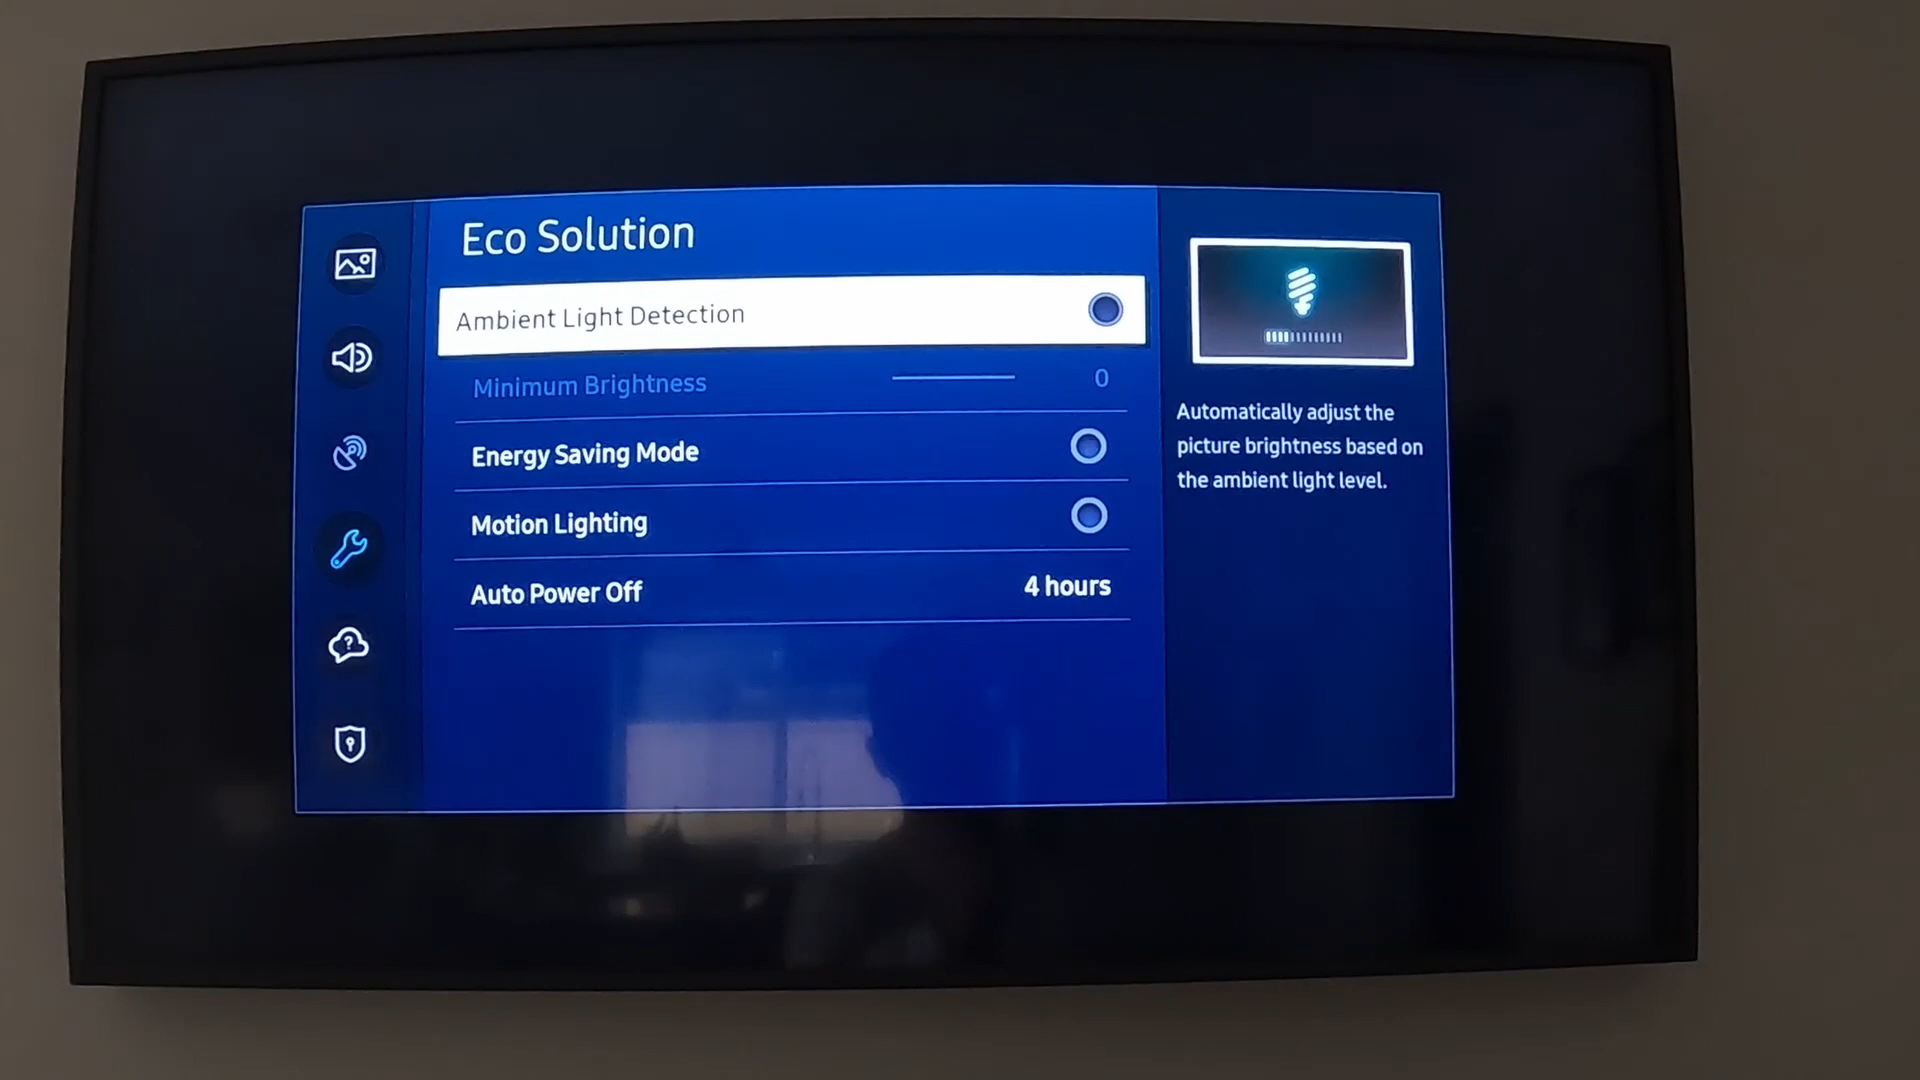 Eco Solution
Ambient Light Detection
Minimum Brightness 0
Energy Saving Mode
Motion Lighting
Auto Power Off 4 hours
Automatically adjust the
picture brightness based on
the ambient light level.